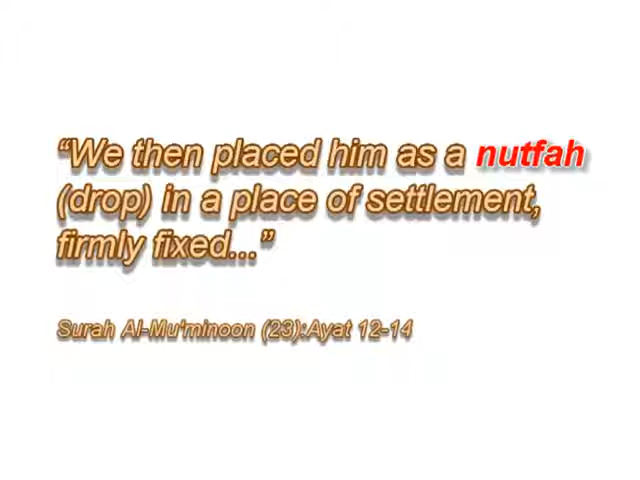 “We then placed him as a nutfah
(drop) in a place of settlement,
firmly fixed...”
Surah Al-Mu'minoon (23):Ayat 12-14